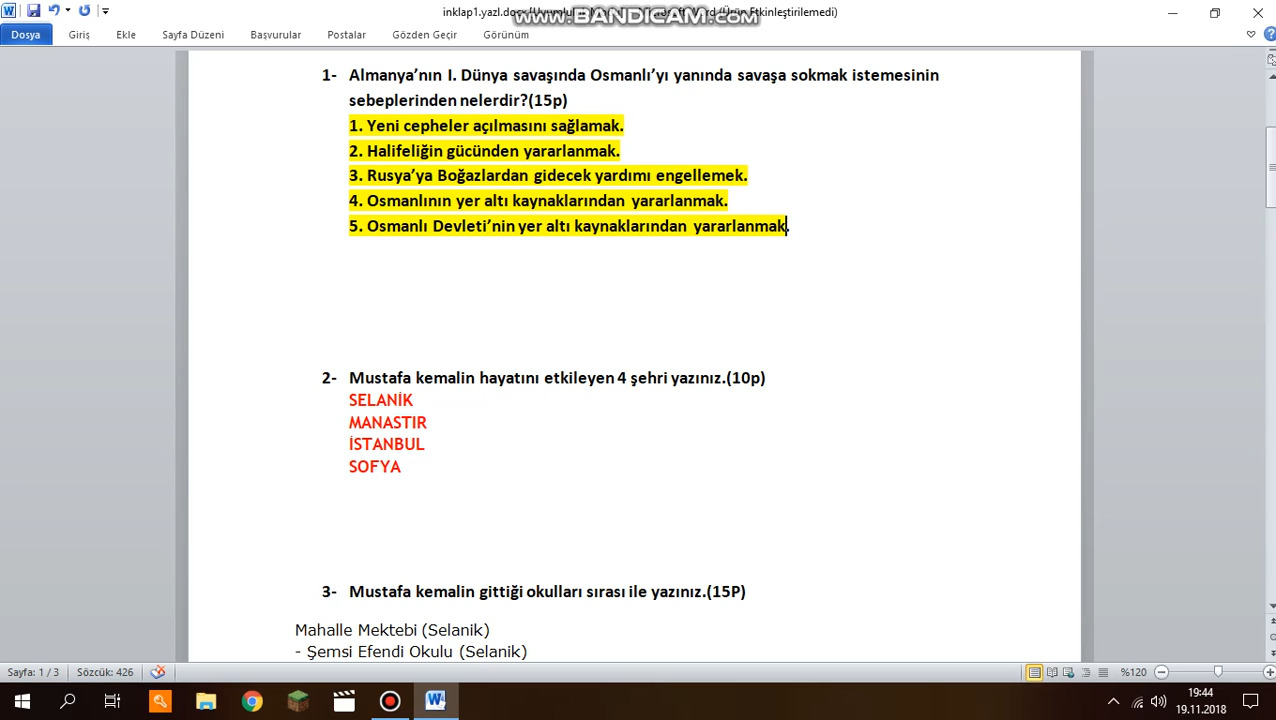 inklap1.yazl.docx
www.BANDICAM.com
Word (Ürün Etkinleştirilemedi)
Dosya Giriş Ekle Sayfa Düzeni Başvurular Postalar Gözden Geçir Görünüm
1- Almanya’nın I. Dünya savaşında Osmanlı’yı yanında savaşa sokmak istemesinin
sebeplerinden nelerdir?(15p)
1. Yeni cepheler açılmasını sağlamak.
2. Halifeliğin gücünden yararlanmak.
3. Rusya’ya Boğazlardan gidecek yardımı engellemek.
4. Osmanlının yer altı kaynaklarından yararlanmak.
5. Osmanlı Devleti’nin yer altı kaynaklarından yararlanmak.
2- Mustafa kemalin hayatını etkileyen 4 şehri yazınız.(10p)
SELANİK
MANASTIR
İSTANBUL
SOFYA
3- Mustafa kemalin gittiği okulları sırası ile yazınız.(15P)
Mahalle Mektebi (Selanik)
- Şemsi Efendi Okulu (Selanik)
Sayfa: 1 / 3 Sözcük: 426 %120
19:44
19.11.2018